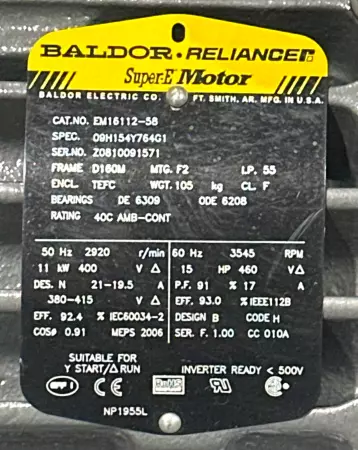 BALDOR · RELIANCE
Super-E Motor
BALDOR ELECTRIC CO. FT. SMITH, AR. MFG. IN U.S.A.
CAT.NO. EM16112-58
SPEC. 09H154Y764G1
SER.NO. Z0810091571
FRAME D160M MTG. F2 I.P. 55
ENCL. TEFC WGT. 105 kg CL. F
BEARINGS DE 6309 ODE 6208
RATING 40C AMB-CONT
50 Hz 2920 r/min 60 Hz 3545 RPM
11 kW 400 V Δ 15 HP 460 V Δ
DES. N 21-19.5 A P.F. 91 % 17 A
380-415 V Δ EFF. 93.0 % IEEE112B
EFF. 92.4 % IEC60034-2 DESIGN B CODE H
COSø 0.91 MEPS 2006 SER. F. 1.00 CC 010A
SUITABLE FOR
Y START/Δ RUN INVERTER READY < 500V
CE
NP1955L